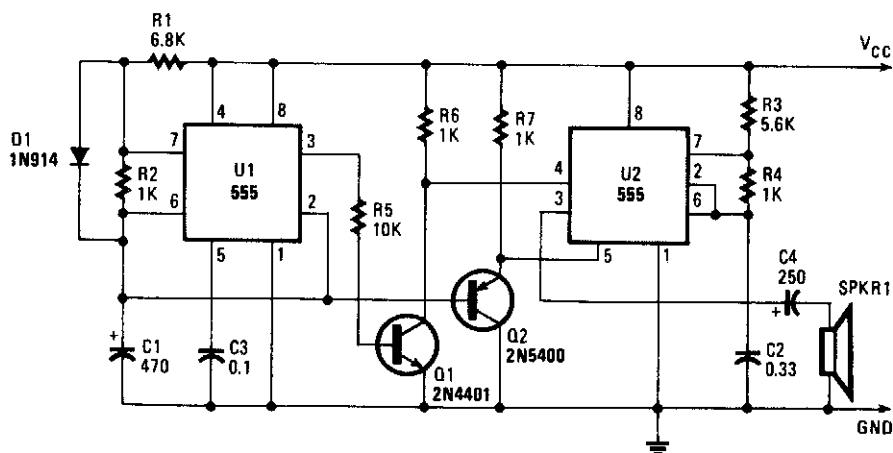 R1
6.8K
VCC
D1
1N914
4
8
7
3
R2
1K
U1
555
6
2
5
1
R5
10K
R6
1K
R7
1K
8
4
7
U2
555
2
3
6
5
1
R3
5.6K
R4
1K
C4
250
+
SPKR1
+
C1
470
C3
0.1
Q1
2N4401
Q2
2N5400
C2
0.33
GND